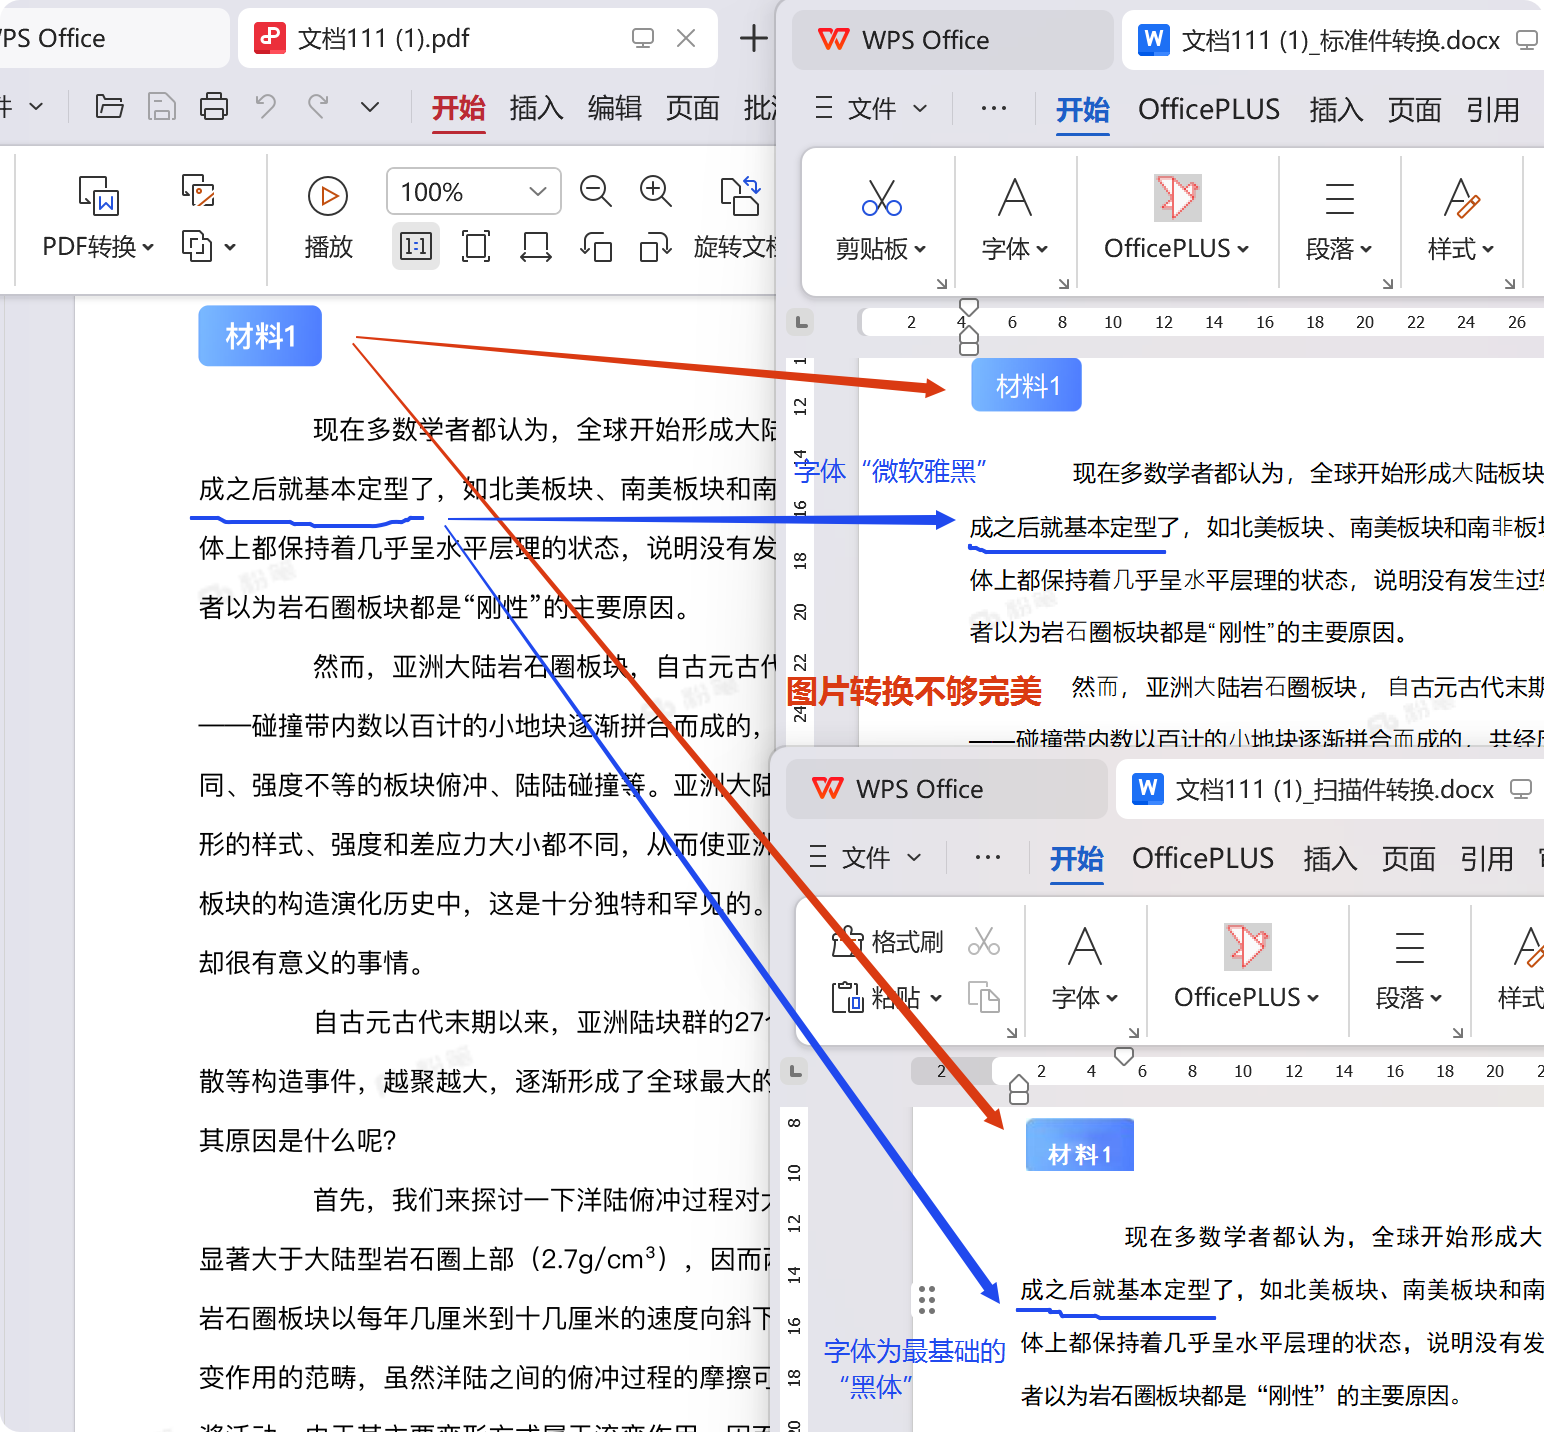 PS Office
文档111 (1).pdf
件
开始 插入 编辑 页面 批注
PDF转换
播放
100%
旋转文档
材料1
现在多数学者都认为，全球开始形成大陆
成之后就基本定型了，如北美板块、南美板块和南
体上都保持着几乎呈水平层理的状态，说明没有发
者以为岩石圈板块都是“刚性”的主要原因。
然而，亚洲大陆岩石圈板块，自古元古代
——碰撞带内数以百计的小地块逐渐拼合而成的，
同、强度不等的板块俯冲、陆陆碰撞等。亚洲大陆
形的样式、强度和差应力大小都不同，从而使亚洲
板块的构造演化历史中，这是十分独特和罕见的。
却很有意义的事情。
自古元古代末期以来，亚洲陆块群的27个
散等构造事件，越聚越大，逐渐形成了全球最大的
其原因是什么呢？
首先，我们来探讨一下洋陆俯冲过程对大
显著大于大陆型岩石圈上部（2.7g/cm³），因而
岩石圈板块以每年几厘米到十几厘米的速度向斜下
变作用的范畴，虽然洋陆之间的俯冲过程的摩擦可
粉笔
粉笔
粉笔
WPS Office
文档111 (1)_标准件转换.docx
文件
开始 OfficePLUS 插入 页面 引用
剪贴板
字体
OfficePLUS
段落
样式
2 4 6 8 10 12 14 16 18 20 22 24 26
1
12
14
16
18
20
22
24
材料1
字体“微软雅黑”
现在多数学者都认为，全球开始形成大陆板块
成之后就基本定型了，如北美板块、南美板块和南非板块
体上都保持着几乎呈水平层理的状态，说明没有发生过
者以为岩石圈板块都是“刚性”的主要原因。
图片转换不够完美
然而，亚洲大陆岩石圈板块，自古元古代末期
——碰撞带内数以百计的小地块逐渐拼合而成的，共经历
粉笔
粉笔
WPS Office
文档111 (1)_扫描件转换.docx
文件
开始 OfficePLUS 插入 页面 引用
格式刷
粘贴
字体
OfficePLUS
段落
样式
2 2 4 6 8 10 12 14 16 18 20 2
8
10
12
14
16
18
20
材料1
现在多数学者都认为，全球开始形成大
成之后就基本定型了，如北美板块、南美板块和南
体上都保持着几乎呈水平层理的状态，说明没有发
者以为岩石圈板块都是“刚性”的主要原因。
字体为最基础的
“黑体”